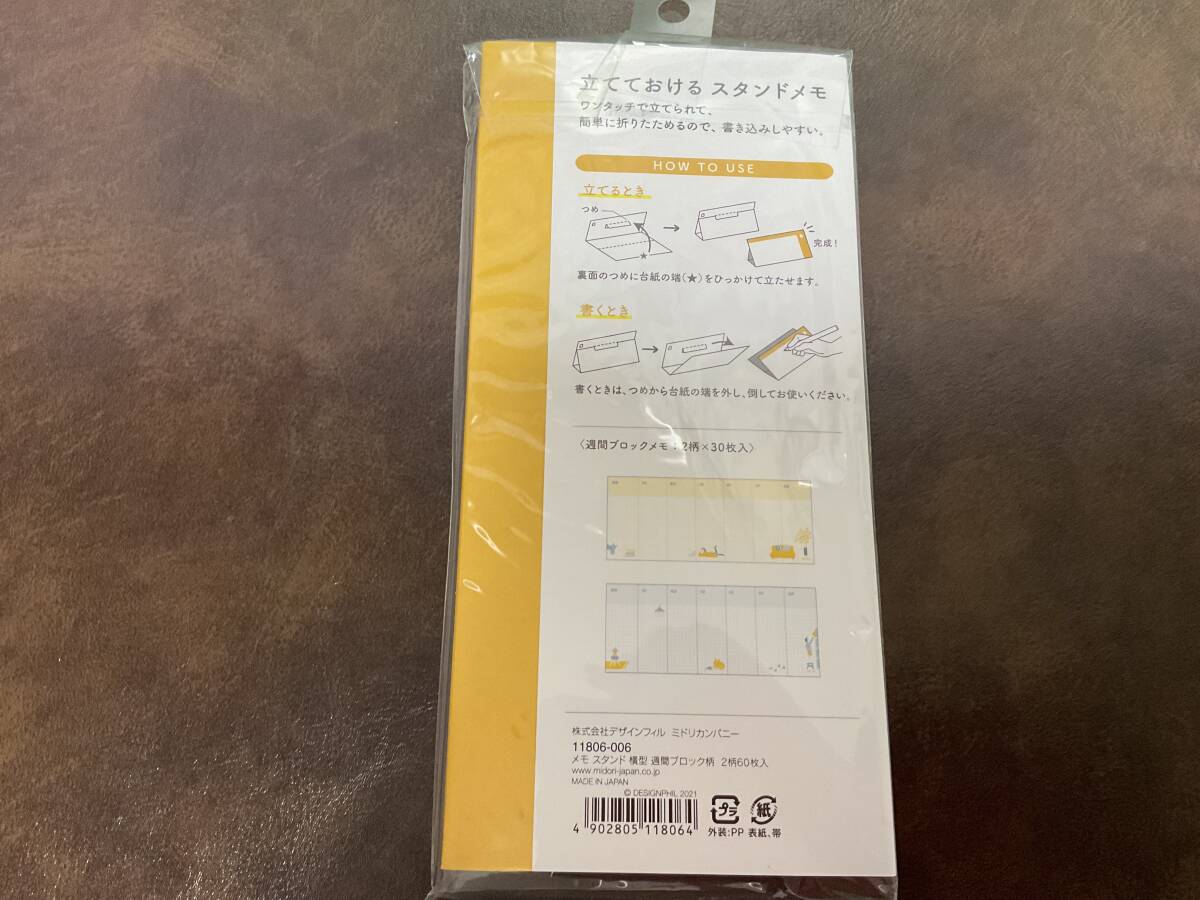 立てておける スタンドメモ
ワンタッチで立てられて、
簡単に折りたためるので、書き込みしやすい。
HOW TO USE
立てるとき
つめ
★
完成！
裏面のつめに台紙の端(★)をひっかけて立たせます。
書くとき
書くときは、つめから台紙の端を外し、倒してお使いください。
〈週間ブロックメモ：2柄×30枚入〉
株式会社デザインフィル ミドリカンパニー
11806-006
メモ スタンド 横型 週間ブロック柄 2柄60枚入
www.midori-japan.co.jp
MADE IN JAPAN
© DESIGNPHIL 2021
4 902805 118064
プラ
紙
外装:PP 表紙、帯